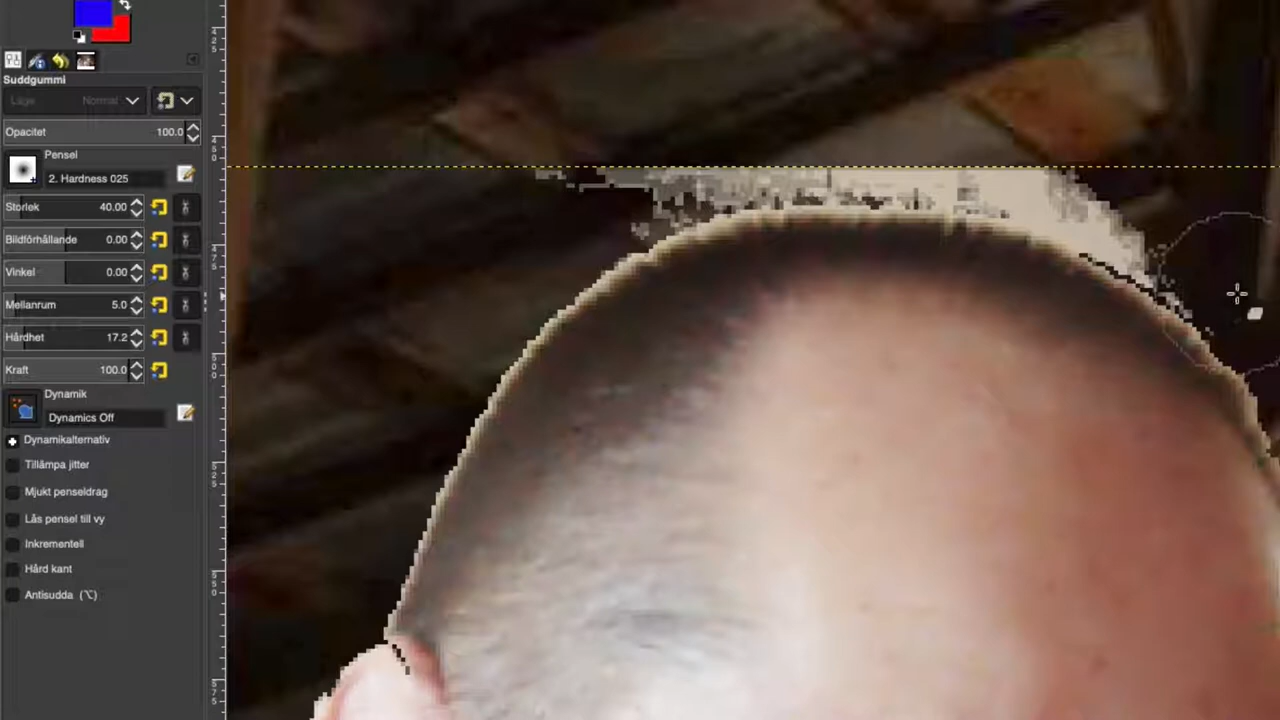 Suddgummi
Läge Normal
Opacitet 100.0
Pensel
2. Hardness 025
Storlek 40.00
Bildförhållande 0.00
Vinkel 0.00
Mellanrum 5.0
Hårdhet 17.2
Kraft 100.0
Dynamik
Dynamics Off
Dynamikalternativ
Tillämpa jitter
Mjukt penseldrag
Lås pensel till vy
Inkrementell
Hård kant
Antisudda (⌥)